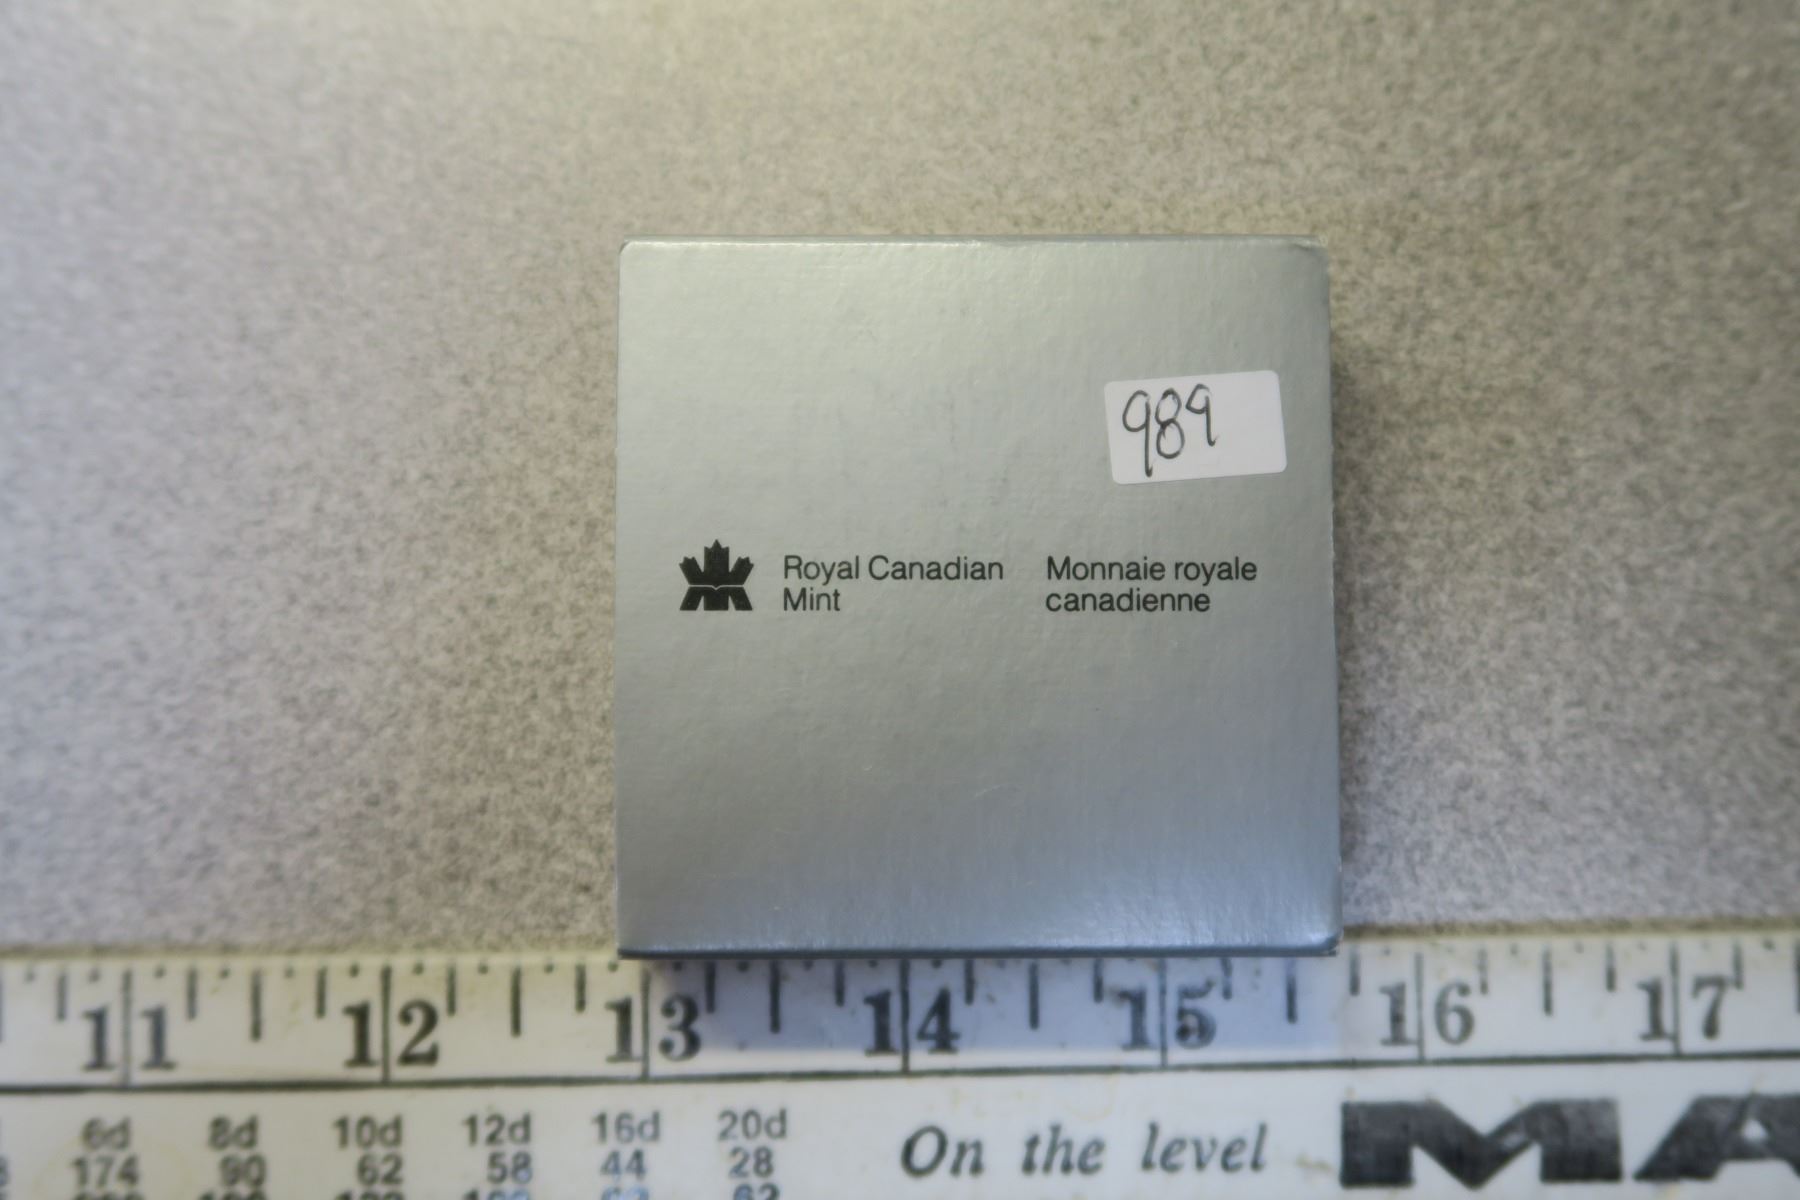 989
Royal Canadian Mint
Monnaie royale canadienne
11 12 13 14 15 16 17
6d 8d 10d 12d 16d 20d
174 90 62 58 44 28
On the level